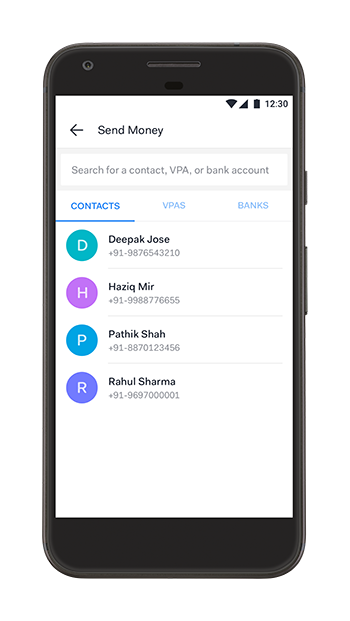 12:30
Send Money
Search for a contact, VPA, or bank account
CONTACTS VPAS BANKS
D
Deepak Jose
+91-9876543210
H
Haziq Mir
+91-9988776655
P
Pathik Shah
+91-8870123456
R
Rahul Sharma
+91-9697000001